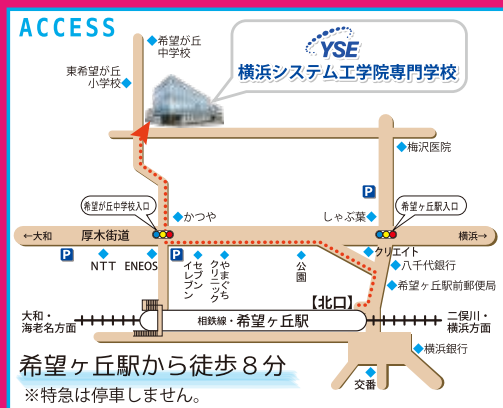 ACCESS
希望が丘
中学校
YSE
横浜システム工学院専門学校
東希望が丘
小学校
梅沢医院
P
希望が丘中学校入口
かつや
しゃぶ葉
希望ヶ丘駅入口
←大和
厚木街道
横浜→
P
NTT
ENEOS
P
セブン
イレブン
やまぐち
クリニック
公園
クリエイト
八千代銀行
希望ヶ丘駅前郵便局
【北口】
大和・
海老名方面
相鉄線・希望ヶ丘駅
二俣川・
横浜方面
横浜銀行
交番
希望ヶ丘駅から徒歩８分
※特急は停車しません。